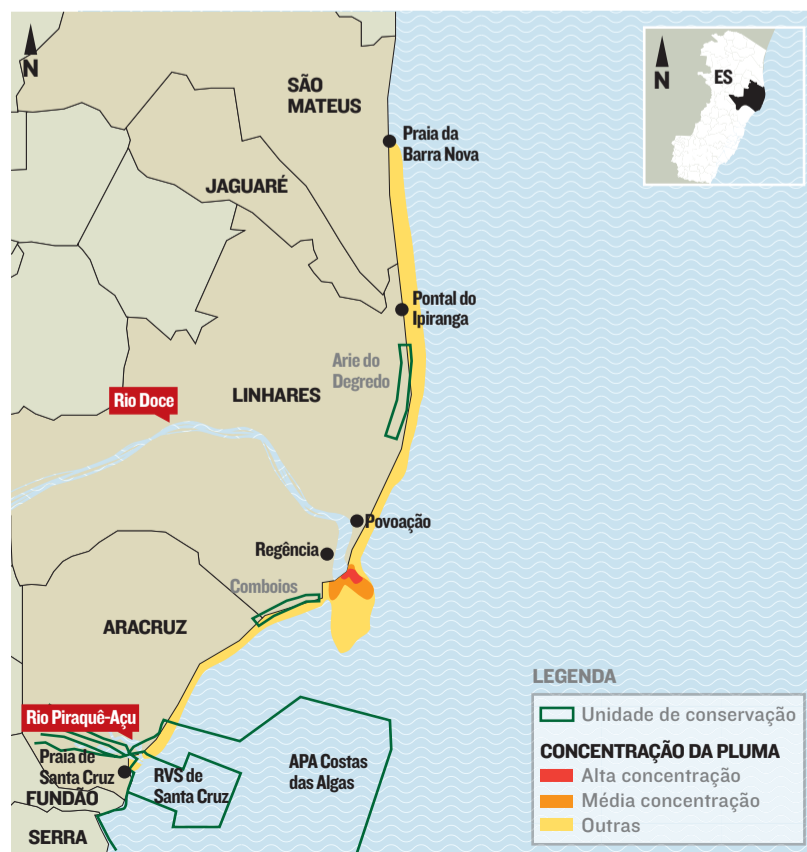 N
SÃO
MATEUS
Praia da
Barra Nova
JAGUARÉ
N
ES
Pontal do
Ipiranga
Arie do
Degredo
LINHARES
Rio Doce
Povoação
Regência
Comboios
ARACRUZ
Rio Piraquê-Açu
Praia de
Santa Cruz
RVS de
Santa Cruz
APA Costas
das Algas
FUNDÃO
SERRA
LEGENDA
Unidade de conservação
CONCENTRAÇÃO DA PLUMA
Alta concentração
Média concentração
Outras